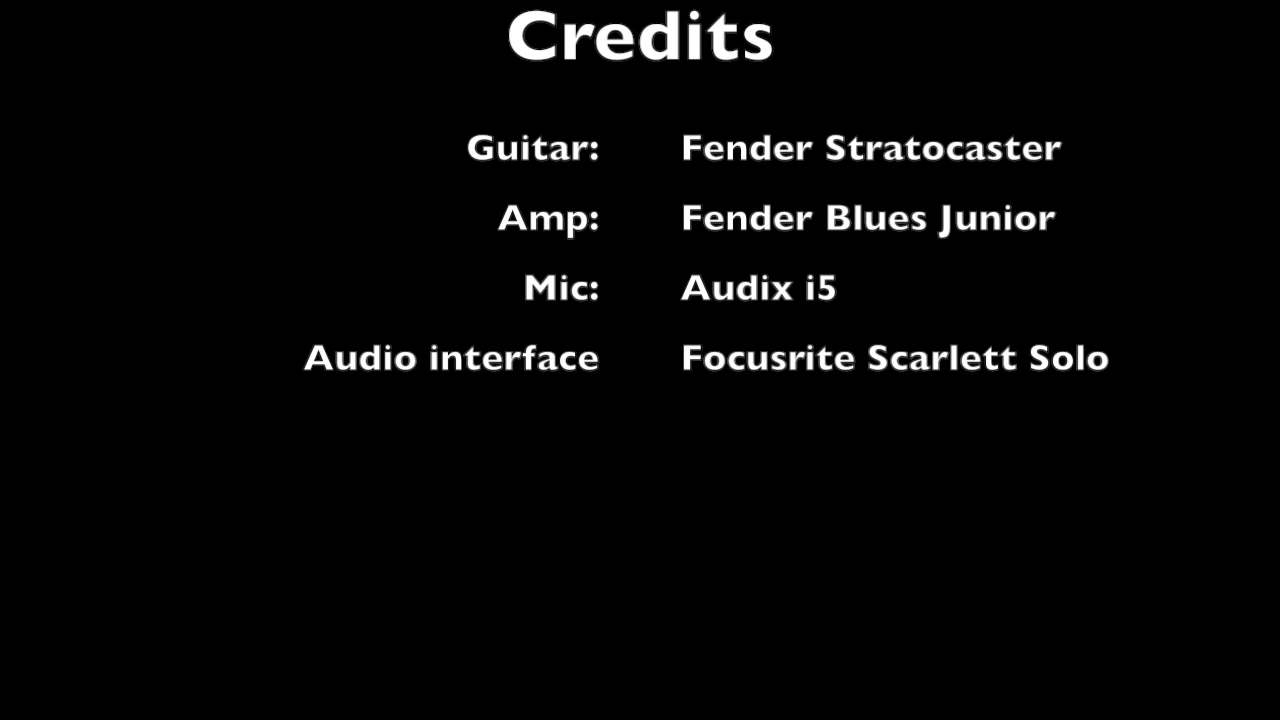 Credits
Guitar: Fender Stratocaster
Amp: Fender Blues Junior
Mic: Audix i5
Audio interface Focusrite Scarlett Solo